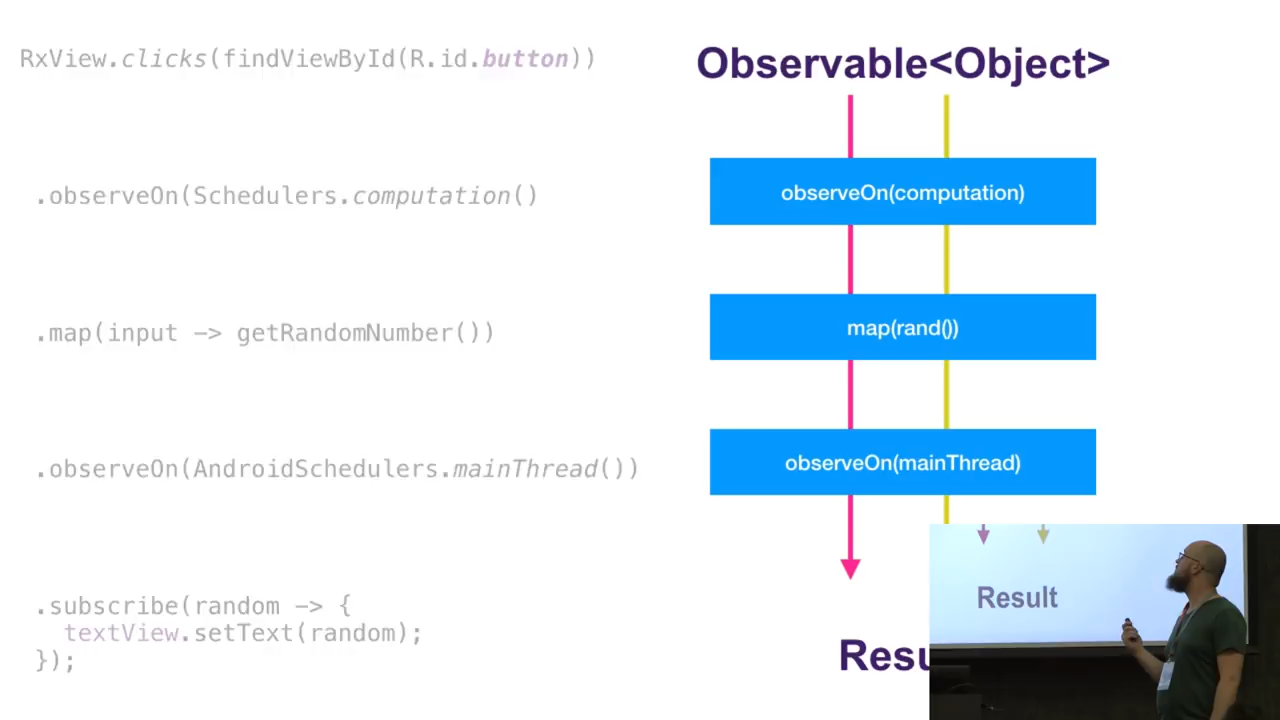 RxView.clicks(findViewById(R.id.button))
.observeOn(Schedulers.computation()
.map(input -> getRandomNumber())
.observeOn(AndroidSchedulers.mainThread())
.subscribe(random -> {
textView.setText(random);
});
Observable<Object>
observeOn(computation)
map(rand())
observeOn(mainThread)
Resu
Result